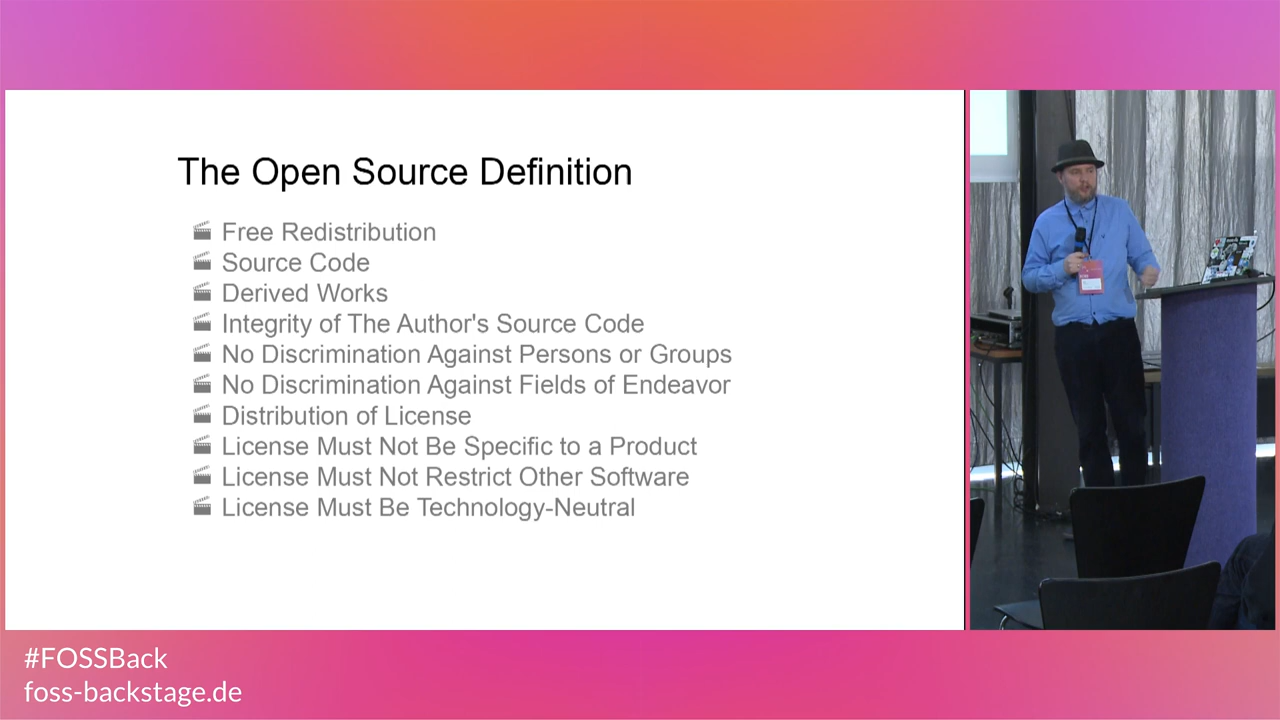 The Open Source Definition
Free Redistribution
Source Code
Derived Works
Integrity of The Author's Source Code
No Discrimination Against Persons or Groups
No Discrimination Against Fields of Endeavor
Distribution of License
License Must Not Be Specific to a Product
License Must Not Restrict Other Software
License Must Be Technology-Neutral
#FOSSBack
foss-backstage.de